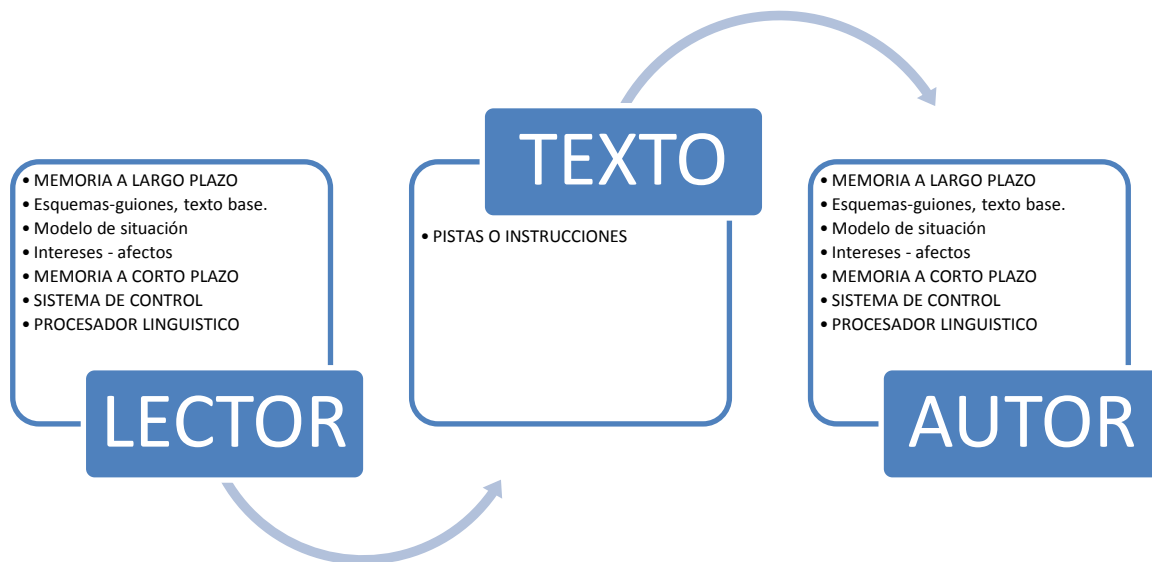 • MEMORIA A LARGO PLAZO
• Esquemas-guiones, texto base.
• Modelo de situación
• Intereses - afectos
• MEMORIA A CORTO PLAZO
• SISTEMA DE CONTROL
• PROCESADOR LINGUISTICO
LECTOR
TEXTO
• PISTAS O INSTRUCCIONES
• MEMORIA A LARGO PLAZO
• Esquemas-guiones, texto base.
• Modelo de situación
• Intereses - afectos
• MEMORIA A CORTO PLAZO
• SISTEMA DE CONTROL
• PROCESADOR LINGUISTICO
AUTOR